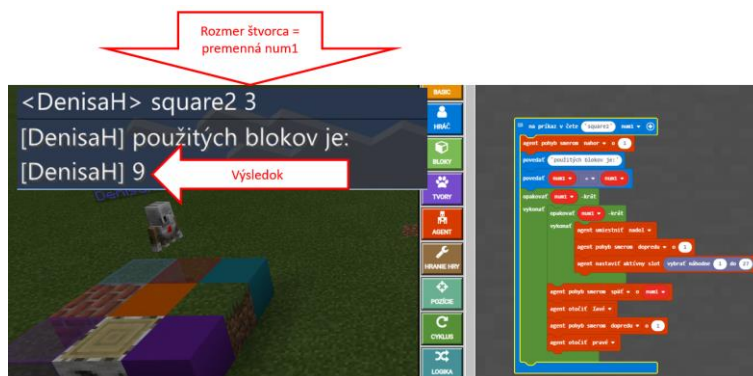 Rozmer štvorca =
premenná num1
<DenisaH> square2 3
[DenisaH] použitých blokov je:
[DenisaH] 9
Výsledok
BASIC
HRÁČ
BLOKY
TVORY
AGENT
HRANIE HRY
POZÍCIE
CYKLUS
LOGIKA
na príkaz v čete "square2" num1
agent pohyb smerom nahor o 1
povedať "použitých blokov je:"
povedať num1 num1
opakovať num1 -krát
vykonať opakovať num1 -krát
vykonať agent umiestniť nadol
agent pohyb smerom dopredu o 1
agent nastaviť aktívny slot vybrať náhodne 1 do 27
agent pohyb smerom späť o num1
agent otočiť ľavé
agent pohyb smerom dopredu o 1
agent otočiť pravé